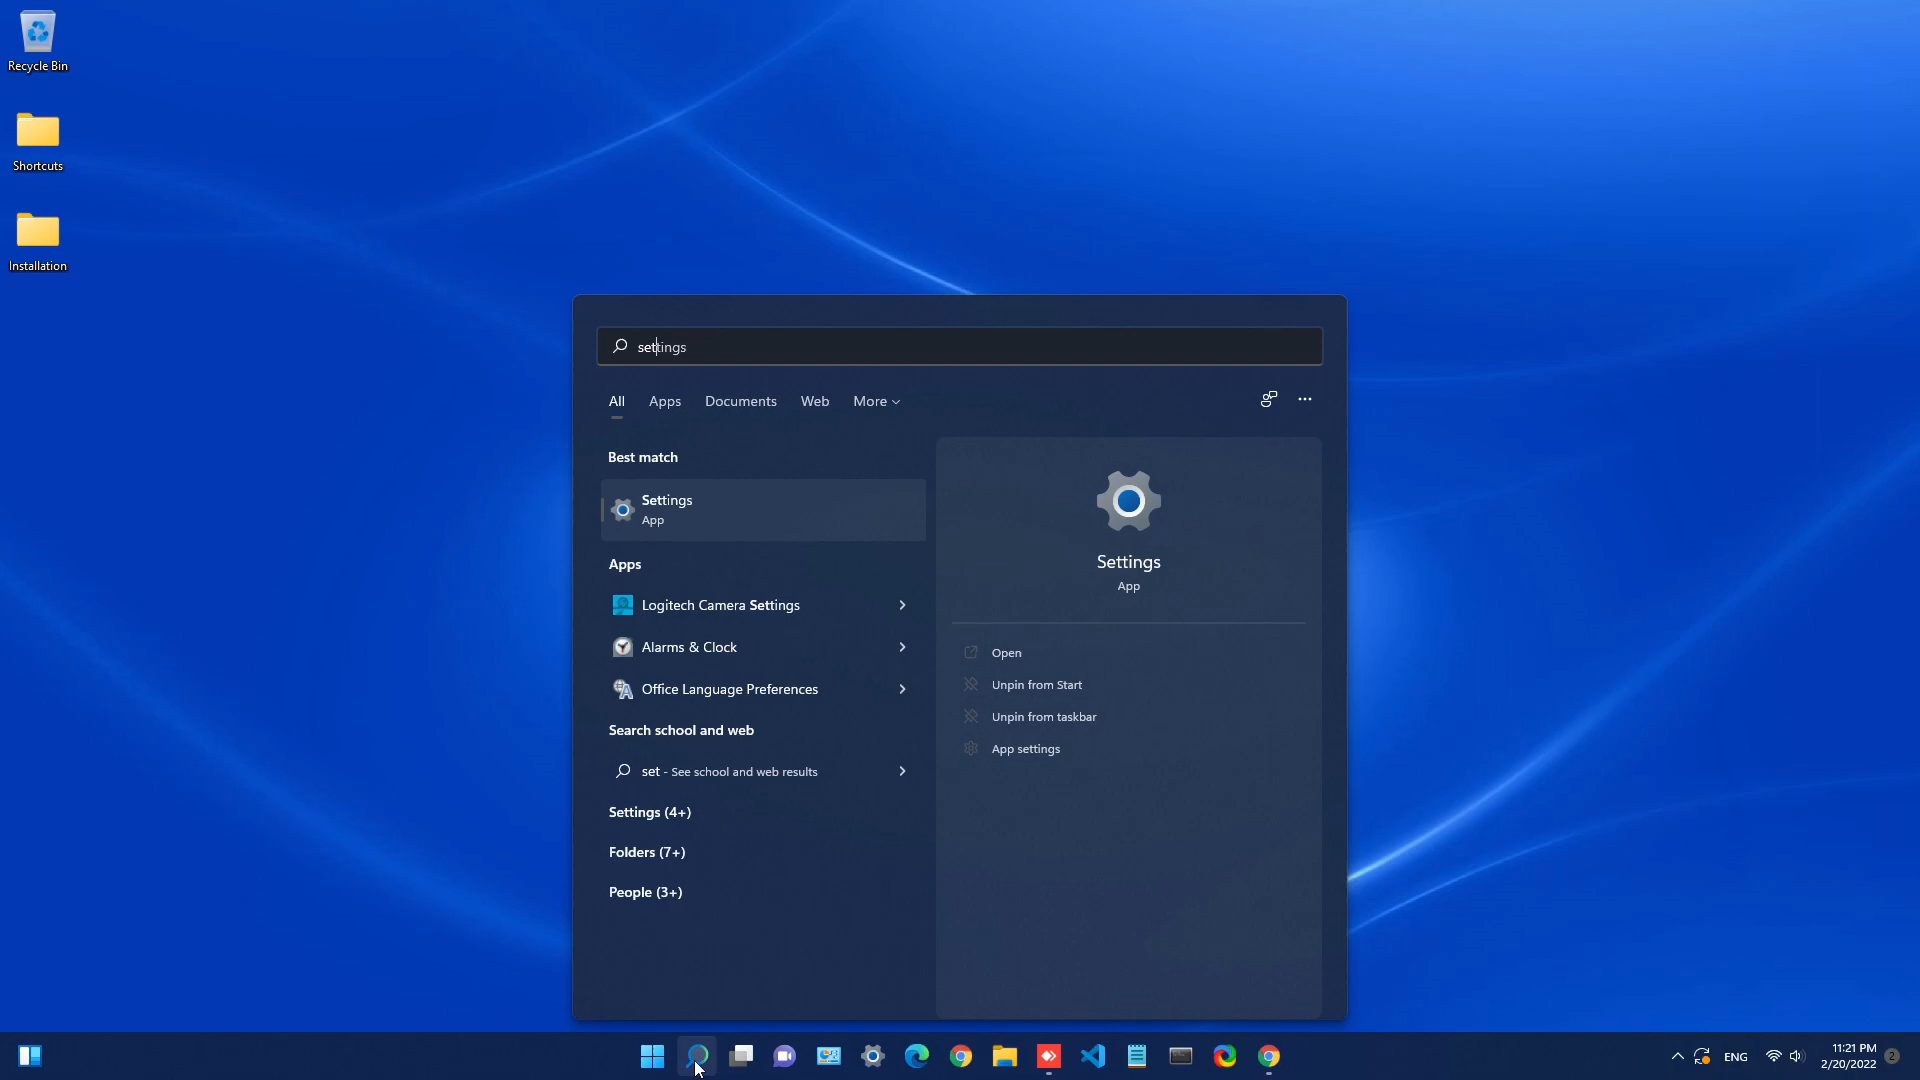 Recycle Bin
Shortcuts
Installation
settings
All Apps Documents Web More
Best match
Settings
App
Apps
Logitech Camera Settings
Alarms & Clock
Office Language Preferences
Search school and web
set - See school and web results
Settings (4+)
Folders (7+)
People (3+)
Settings
App
Open
Unpin from Start
Unpin from taskbar
App settings
ENG
11:21 PM
2/20/2022
2